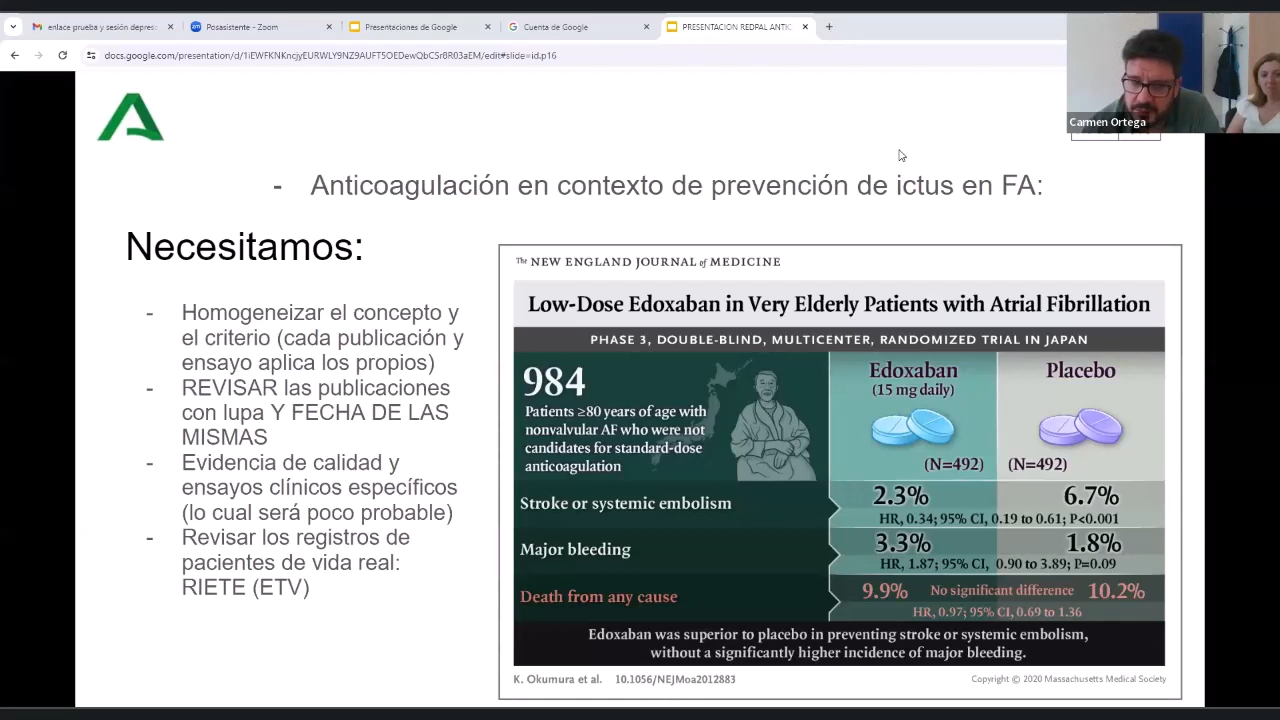 enlace prueba y sesión depres
Posasistente - Zoom
Presentaciones de Google
Cuenta de Google
PRESENTACION REDPAL ANTIC
docs.google.com/presentation/d/1iEWFKNKncjyEURWLY9NZ9AUFT5OEDewQbCSr8R03aEM/edit#slide=id.p16
Carmen Ortega
- Anticoagulación en contexto de prevención de ictus en FA:
Necesitamos:
- Homogeneizar el concepto y
el criterio (cada publicación y
ensayo aplica los propios)
- REVISAR las publicaciones
con lupa Y FECHA DE LAS
MISMAS
- Evidencia de calidad y
ensayos clínicos específicos
(lo cual será poco probable)
- Revisar los registros de
pacientes de vida real:
RIETE (ETV)
The NEW ENGLAND JOURNAL of MEDICINE
Low-Dose Edoxaban in Very Elderly Patients with Atrial Fibrillation
PHASE 3, DOUBLE-BLIND, MULTICENTER, RANDOMIZED TRIAL IN JAPAN
984
Patients ≥80 years of age with
nonvalvular AF who were not
candidates for standard-dose
anticoagulation
Edoxaban
(15 mg daily)
(N=492)
Placebo
(N=492)
Stroke or systemic embolism
2.3% 6.7%
HR, 0.34; 95% CI, 0.19 to 0.61; P<0.001
Major bleeding
3.3% 1.8%
HR, 1.87; 95% CI, 0.90 to 3.89; P=0.09
Death from any cause
9.9% No significant difference 10.2%
HR, 0.97; 95% CI, 0.69 to 1.36
Edoxaban was superior to placebo in preventing stroke or systemic embolism,
without a significantly higher incidence of major bleeding.
K. Okumura et al. 10.1056/NEJMoa2012883
Copyright © 2020 Massachusetts Medical Society